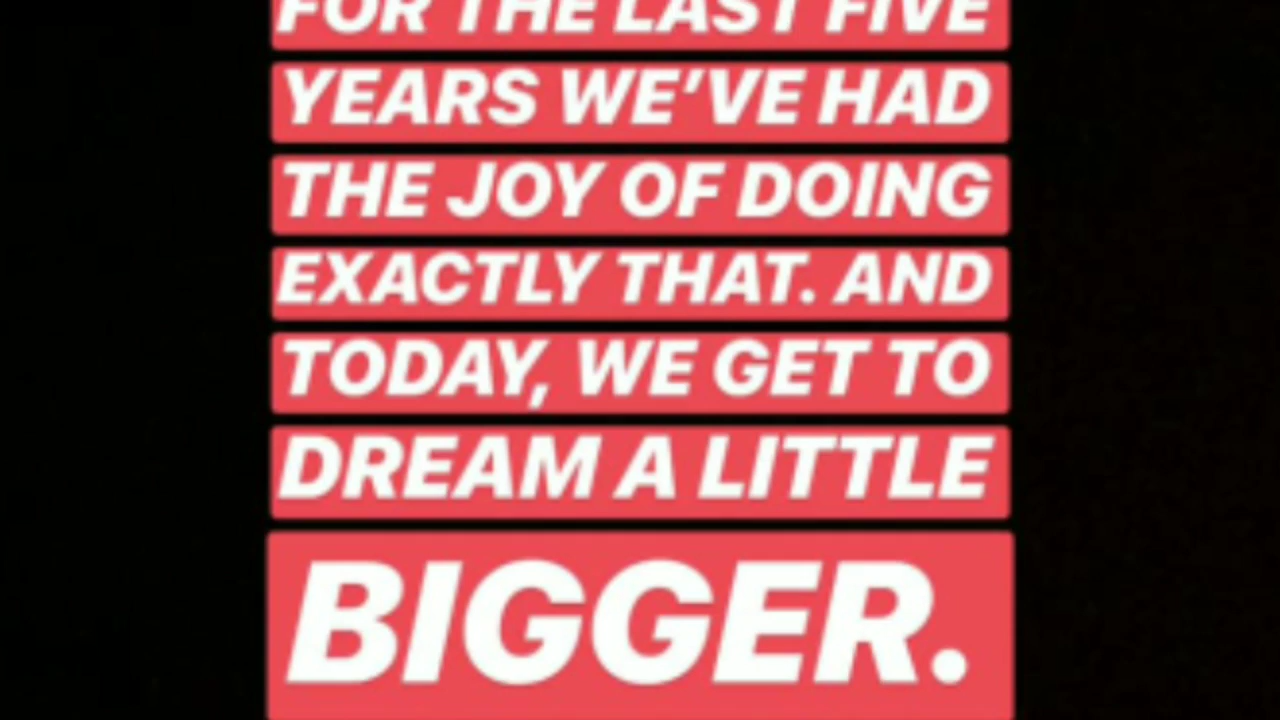 FOR THE LAST FIVE
YEARS WE’VE HAD
THE JOY OF DOING
EXACTLY THAT. AND
TODAY, WE GET TO
DREAM A LITTLE
BIGGER.